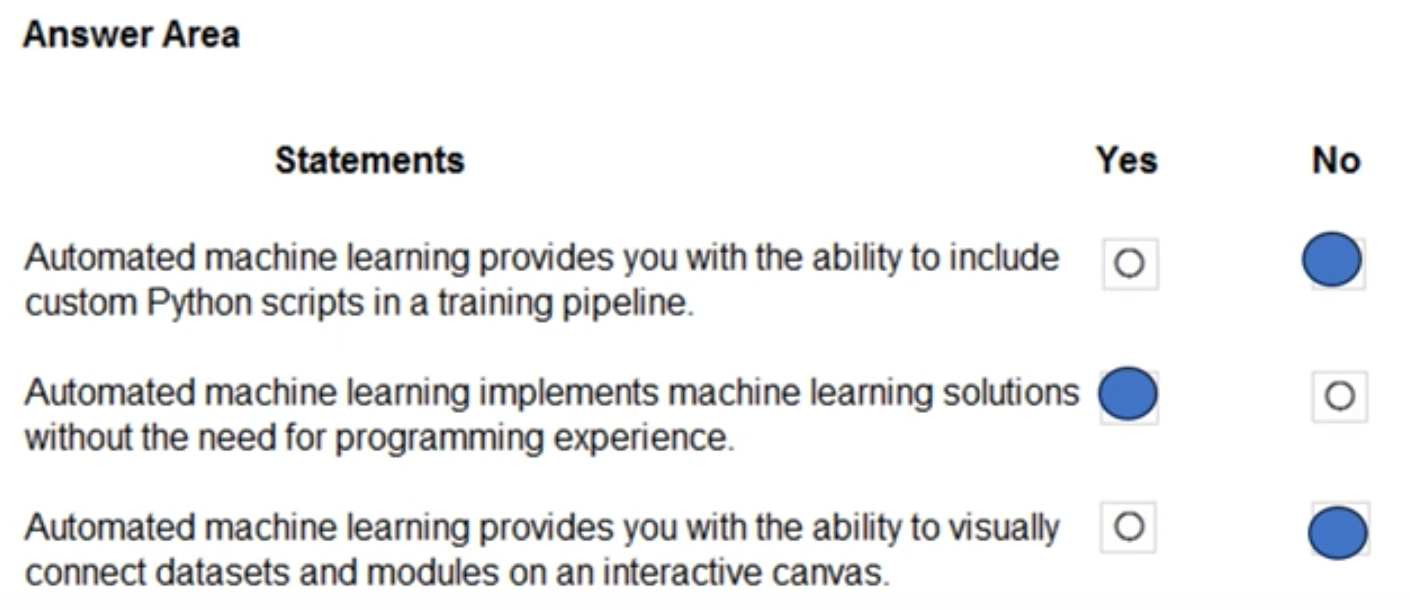 Answer Area
Statements Yes No
Automated machine learning provides you with the ability to include
custom Python scripts in a training pipeline.
Automated machine learning implements machine learning solutions
without the need for programming experience.
Automated machine learning provides you with the ability to visually
connect datasets and modules on an interactive canvas.